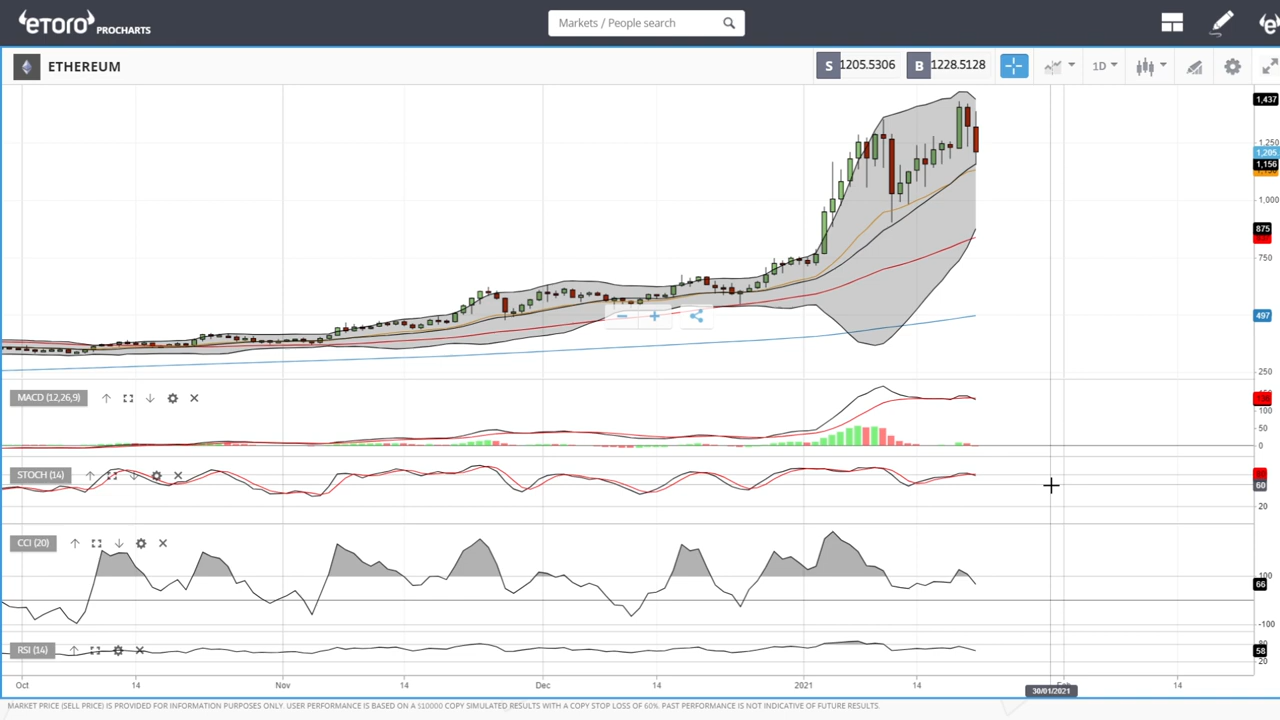 eToro PROCHARTS
Markets / People search
ETHEREUM
S 1205.5306 B 1228.5128
1D
1,437
1,250
1,205
1,156
1,000
875
750
497
250
MACD (12,26,9)
100
50
0
STOCH (14)
60
20
CCI (20)
100
66
-100
RSI (14)
80
58
20
Oct 14 Nov 14 Dec 14 2021 14 Feb 14
30/01/2021
MARKET PRICE (SELL PRICE) IS PROVIDED FOR INFORMATION PURPOSES ONLY. USER PERFORMANCE IS BASED ON A $10000 COPY SIMULATED RESULTS WITH A COPY STOP LOSS OF 60%. PAST PERFORMANCE IS NOT INDICATIVE OF FUTURE RESULTS.